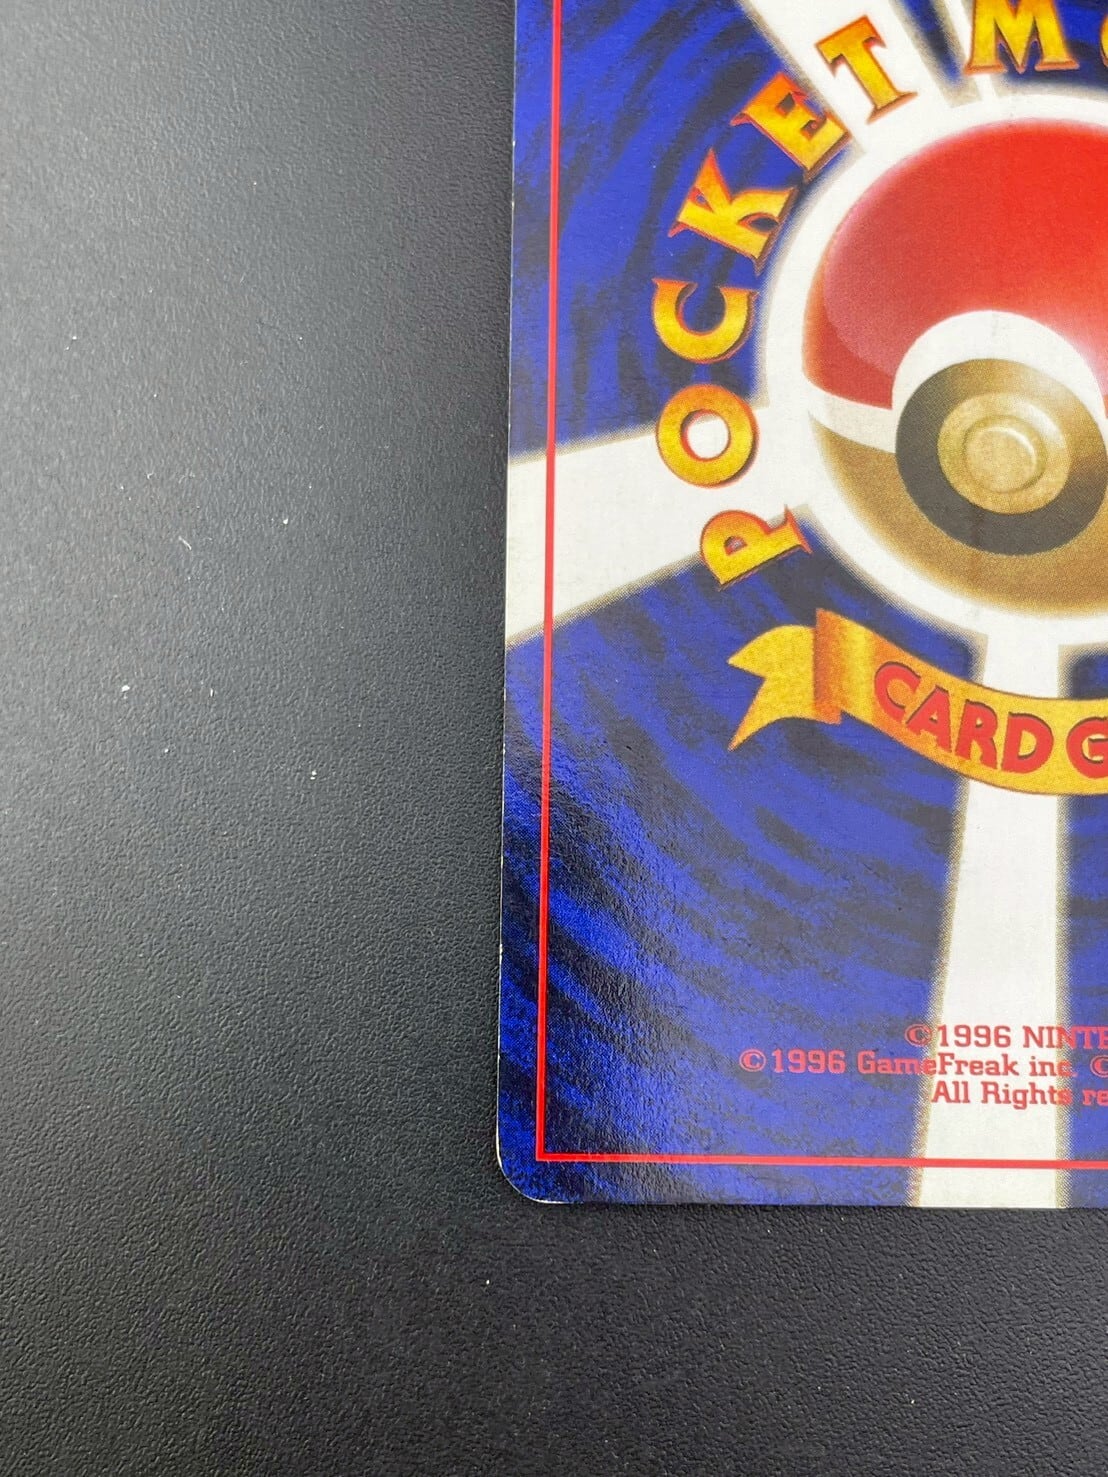 POCKET M
CARD G
©1996 NINTE
©1996 GameFreak inc. ©
All Rights re